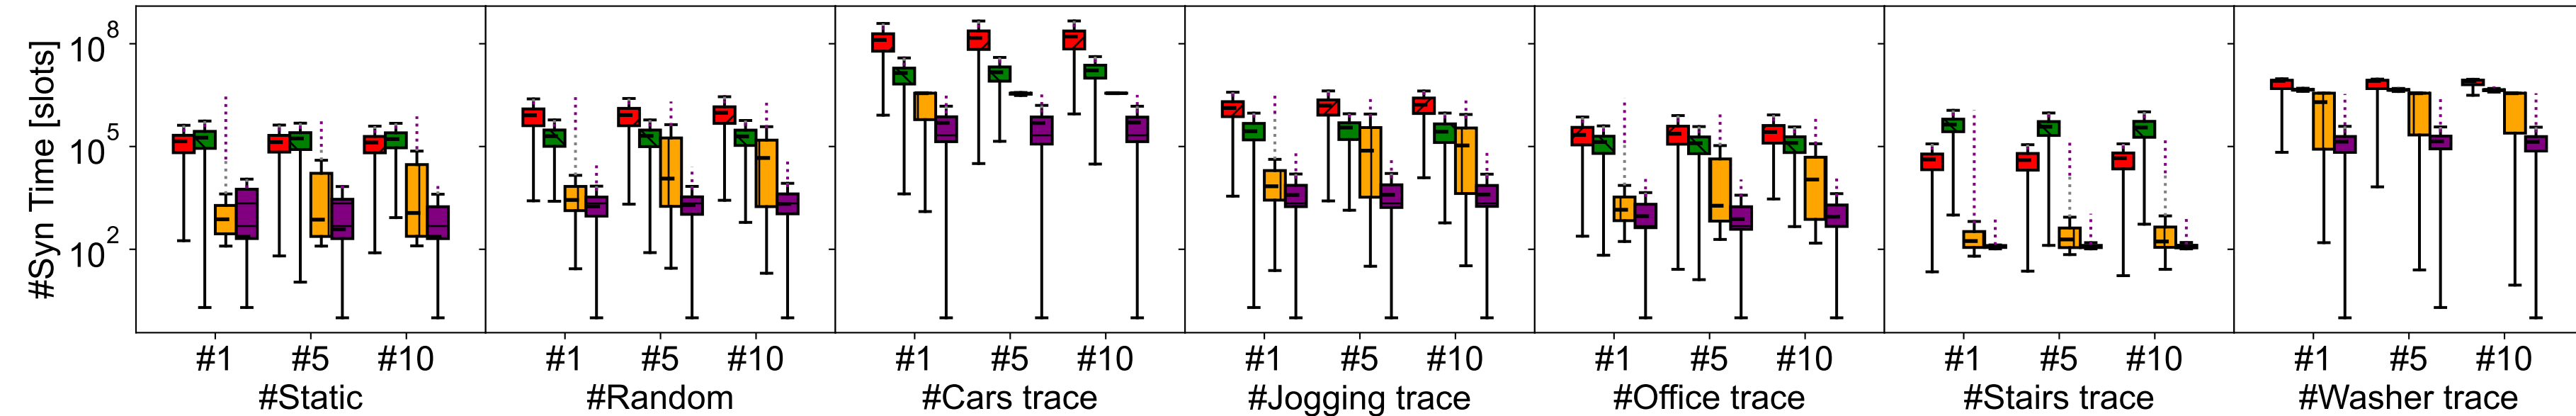 #Syn Time [slots]
10^8
10^5
10^2
#1 #5 #10 #1 #5 #10 #1 #5 #10 #1 #5 #10 #1 #5 #10 #1 #5 #10 #1 #5 #10
#Static #Random #Cars trace #Jogging trace #Office trace #Stairs trace #Washer trace